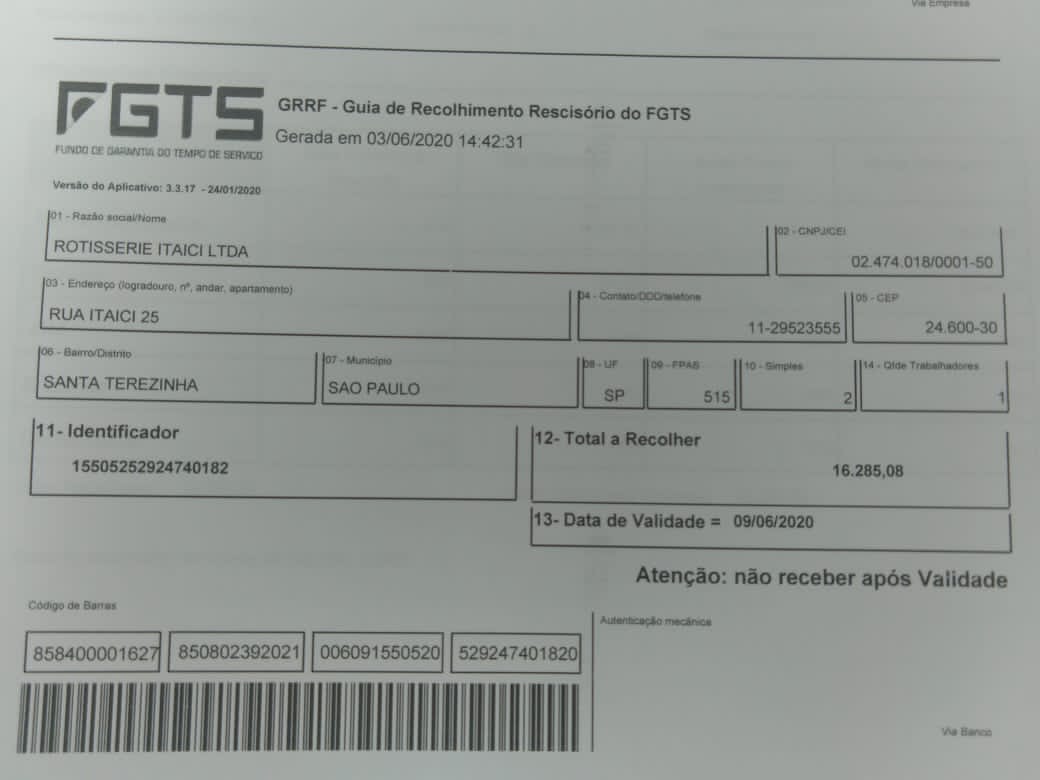 Via Empresa
FGTS
FUNDO DE GARANTIA DO TEMPO DE SERVIÇO
GRRF - Guia de Recolhimento Rescisório do FGTS
Gerada em 03/06/2020 14:42:31
Versão do Aplicativo: 3.3.17 - 24/01/2020
01 - Razão social/Nome
ROTISSERIE ITAICI LTDA
02 - CNPJ/CEI
02.474.018/0001-50
03 - Endereço (logradouro, nº, andar, apartamento)
RUA ITAICI 25
04 - Contato/DDD/telefone
11-29523555
05 - CEP
24.600-30
06 - Bairro/Distrito
SANTA TEREZINHA
07 - Município
SAO PAULO
08 - UF
SP
09 - FPAS
515
10 - Simples
2
14 - Qtde Trabalhadores
1
11- Identificador
15505252924740182
12- Total a Recolher
16.285,08
13- Data de Validade = 09/06/2020
Atenção: não receber após Validade
Código de Barras
858400001627 850802392021 006091550520 529247401820
Autenticação mecânica
Via Banco